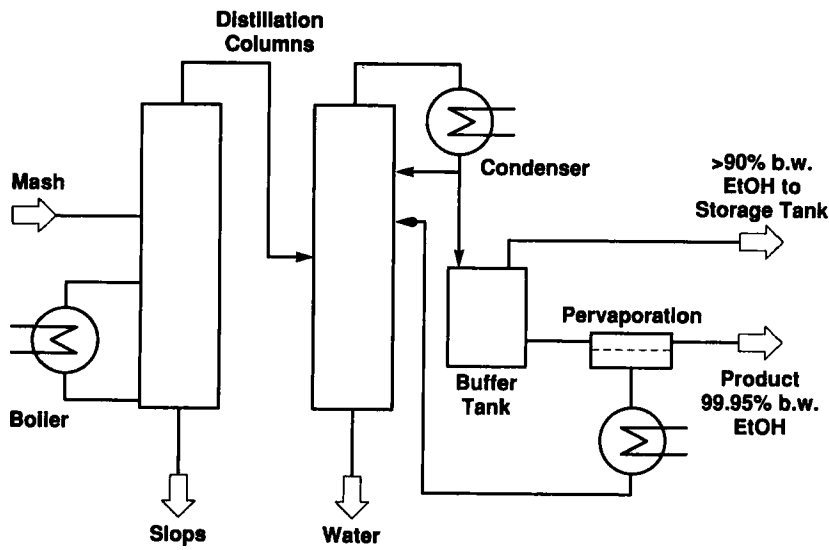 Distillation
Columns
Mash
Condenser
>90% b.w.
EtOH to
Storage Tank
Pervaporation
Boiler
Buffer
Tank
Product
99.95% b.w.
EtOH
Slops
Water